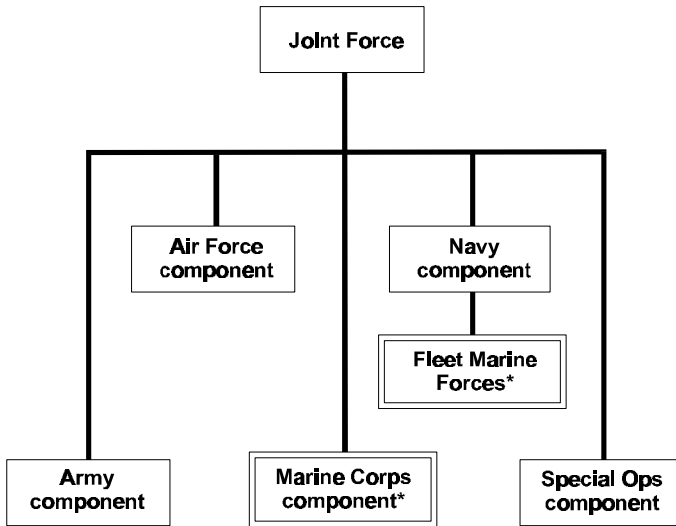 Joint Force
Air Force
component
Navy
component
Fleet Marine
Forces*
Army
component
Marine Corps
component*
Special Ops
component